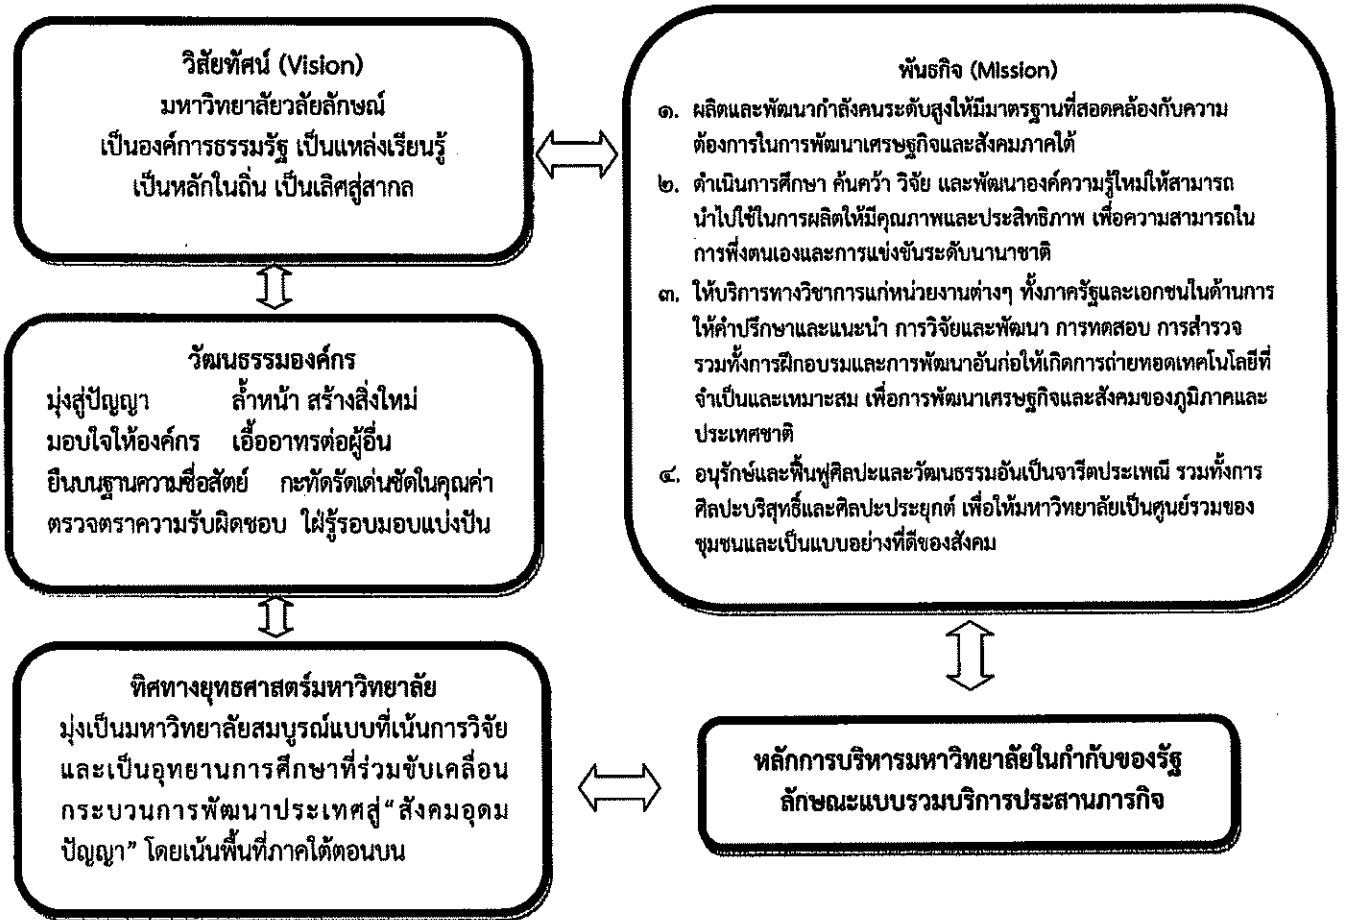 วิสัยทัศน์ (Vision)
มหาวิทยาลัยวลัยลักษณ์
เป็นองค์การธรรมรัฐ เป็นแหล่งเรียนรู้
เป็นหลักในถิ่น เป็นเลิศสู่สากล
พันธกิจ (Mission)
๑. ผลิตและพัฒนากำลังคนระดับสูงให้มีมาตรฐานที่สอดคล้องกับความ
ต้องการในการพัฒนาเศรษฐกิจและสังคมภาคใต้
๒. ดำเนินการศึกษา ค้นคว้า วิจัย และพัฒนาองค์ความรู้ใหม่ให้สามารถ
นำไปใช้ในการผลิตให้มีคุณภาพและประสิทธิภาพ เพื่อความสามารถใน
การพึ่งตนเองและการแข่งขันระดับนานาชาติ
๓. ให้บริการทางวิชาการแก่หน่วยงานต่างๆ ทั้งภาครัฐและเอกชนในด้านการ
ให้คำปรึกษาและแนะนำ การวิจัยและพัฒนา การทดสอบ การสำรวจ
รวมทั้งการฝึกอบรมและการพัฒนาอันก่อให้เกิดการถ่ายทอดเทคโนโลยีที่
จำเป็นและเหมาะสม เพื่อการพัฒนาเศรษฐกิจและสังคมของภูมิภาคและ
ประเทศชาติ
๔. อนุรักษ์และฟื้นฟูศิลปะและวัฒนธรรมอันเป็นจารีตประเพณี รวมทั้งการ
ศิลปะบริสุทธิ์และศิลปะประยุกต์ เพื่อให้มหาวิทยาลัยเป็นศูนย์รวมของ
ชุมชนและเป็นแบบอย่างที่ดีของสังคม
วัฒนธรรมองค์กร
มุ่งสู่ปัญญา ล้ำหน้า สร้างสิ่งใหม่
มอบใจให้องค์กร เอื้ออาทรต่อผู้อื่น
ยืนบนฐานความซื่อสัตย์ กะทัดรัดเด่นชัดในคุณค่า
ตรวจตราความรับผิดชอบ ใฝ่รู้รอบมอบแบ่งปัน
ทิศทางยุทธศาสตร์มหาวิทยาลัย
มุ่งเป็นมหาวิทยาลัยสมบูรณ์แบบที่เน้นการวิจัย
และเป็นอุทยานการศึกษาที่ร่วมขับเคลื่อน
กระบวนการพัฒนาประเทศสู่“สังคมอุดม
ปัญญา” โดยเน้นพื้นที่ภาคใต้ตอนบน
หลักการบริหารมหาวิทยาลัยในกำกับของรัฐ
ลักษณะแบบรวมบริการประสานภารกิจ